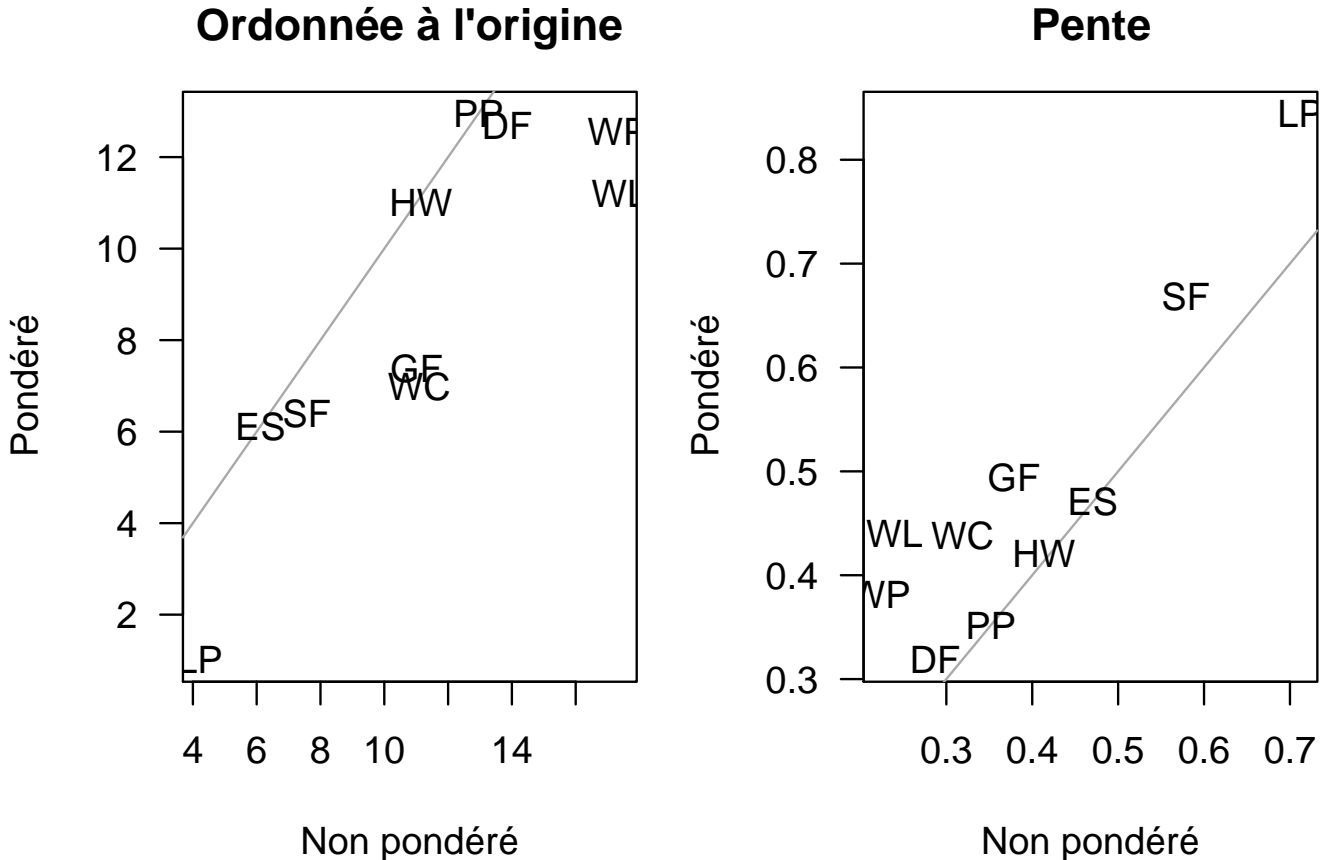 Ordonnée à l'origine
Pondéré
12
10
8
6
4
2
PP
DF
WP
WL
HW
GF
WC
SF
ES
LP
4 6 8 10 14
Non pondéré
Pente
Pondéré
0.8
0.7
0.6
0.5
0.4
0.3
LP
SF
GF
ES
WL
WC
HW
WP
PP
DF
0.3 0.4 0.5 0.6 0.7
Non pondéré